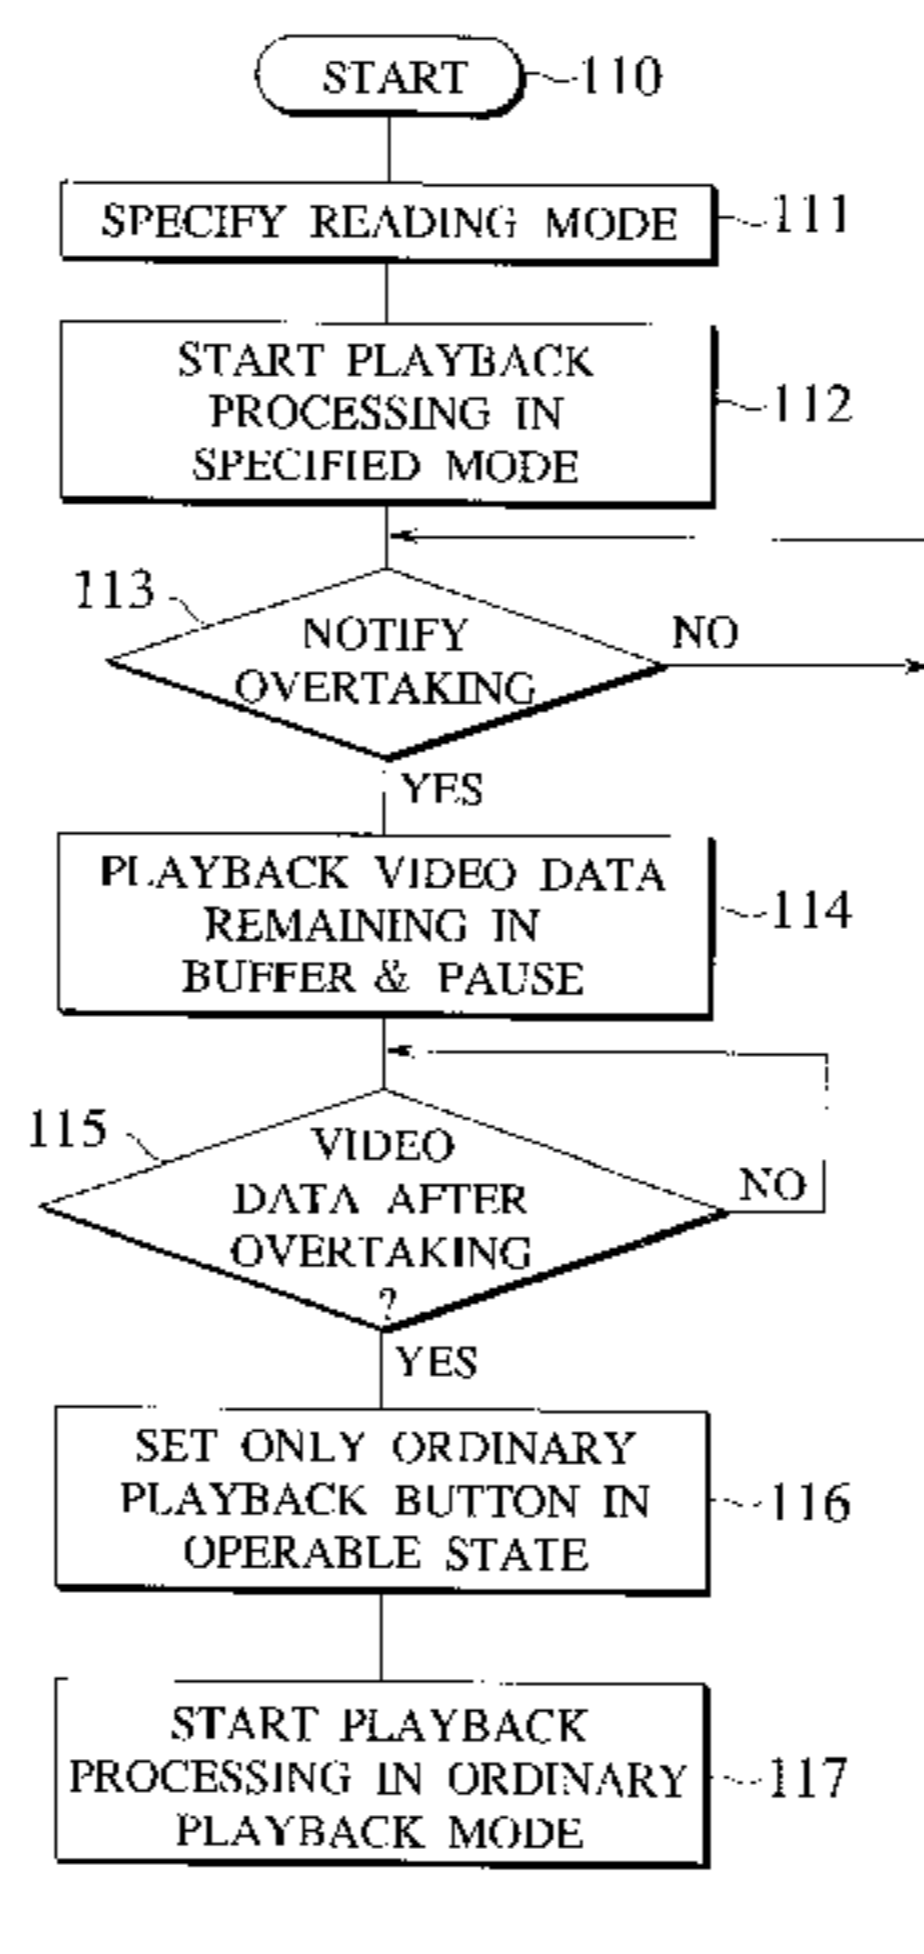 START
110
SPECIFY READING MODE
111
START PLAYBACK
PROCESSING IN
SPECIFIED MODE
112
113
NOTIFY
OVERTAKING
NO
YES
PLAYBACK VIDEO DATA
REMAINING IN
BUFFER & PAUSE
114
115
VIDEO
DATA AFTER
OVERTAKING
?
NO
YES
SET ONLY ORDINARY
PLAYBACK BUTTON IN
OPERABLE STATE
116
START PLAYBACK
PROCESSING IN ORDINARY
PLAYBACK MODE
117